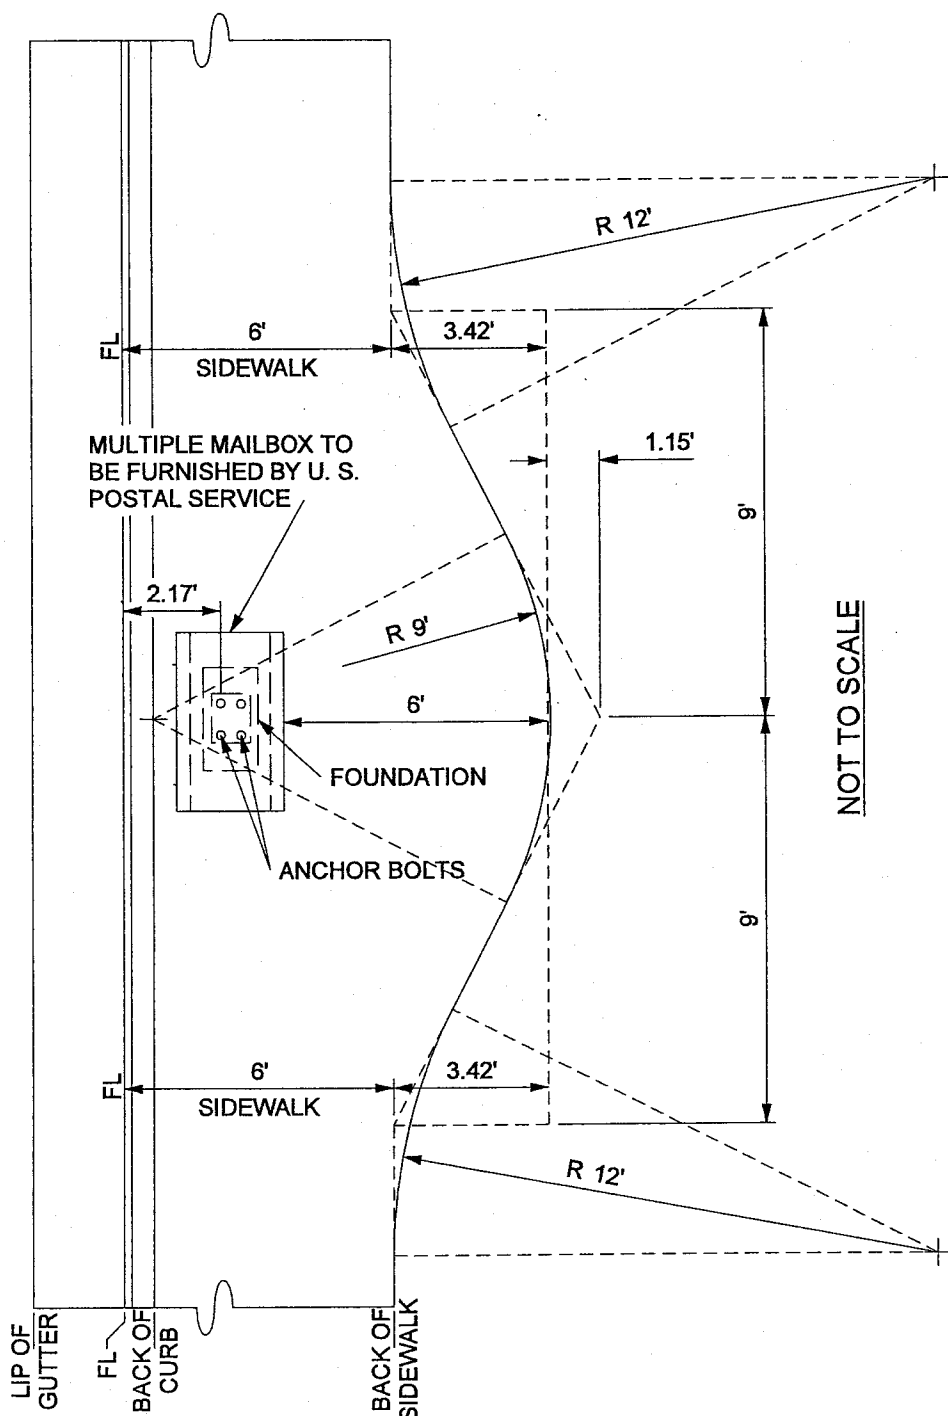 R 12'
FL
6'
SIDEWALK
3.42'
MULTIPLE MAILBOX TO
BE FURNISHED BY U. S.
POSTAL SERVICE
1.15'
9'
2.17'
R 9'
6'
NOT TO SCALE
FOUNDATION
ANCHOR BOLTS
9'
FL
6'
SIDEWALK
3.42'
R 12'
LIP OF
GUTTER
FL
BACK OF
CURB
BACK OF
SIDEWALK